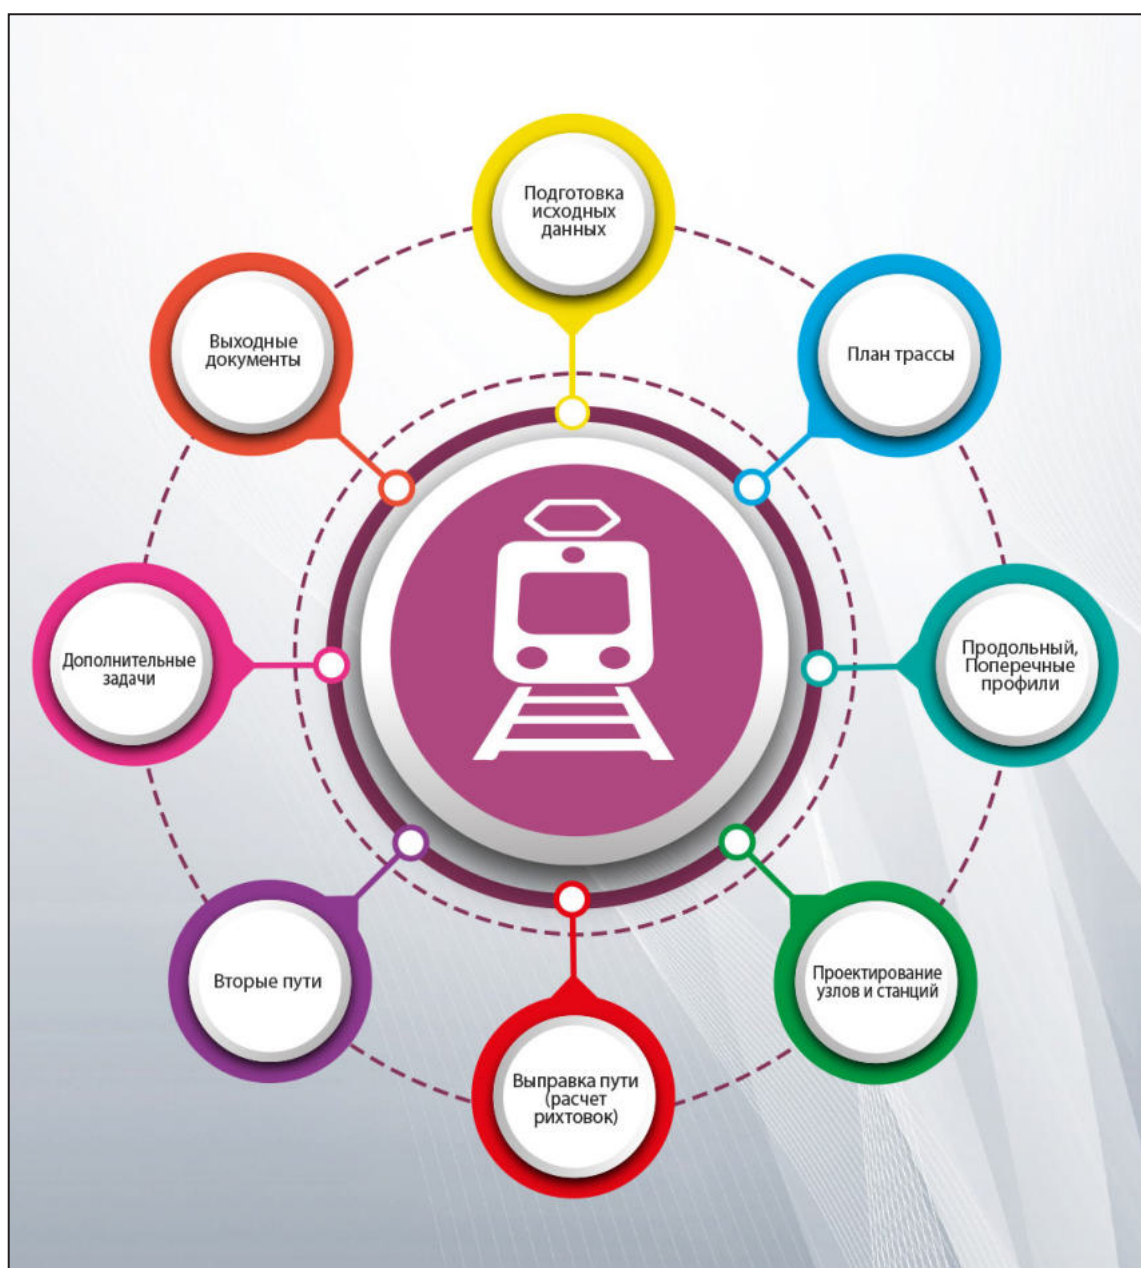 Подготовка
исходных
данных
План трассы
Продольный,
Поперечные
профили
Проектирование
узлов и станций
Выправка пути
(расчет
рихтовок)
Вторые пути
Дополнительные
задачи
Выходные
документы